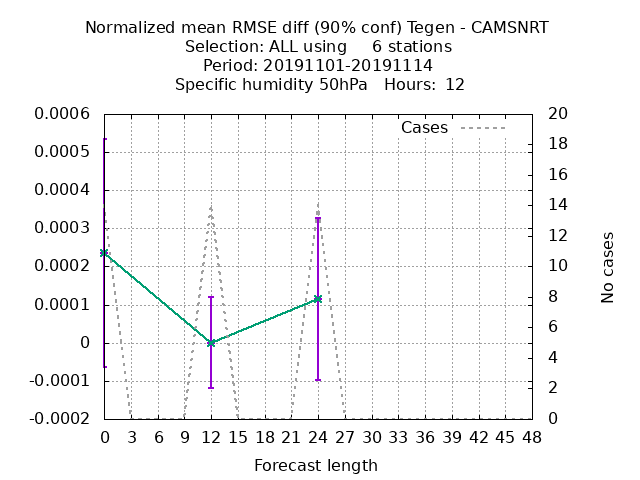 Normalized mean RMSE diff (90% conf) Tegen - CAMSNRT
Selection: ALL using     6 stations
Period: 20191101-20191114
Specific humidity 50hPa   Hours:  12
Cases
0.0006
0.0005
0.0004
0.0003
0.0002
0.0001
0
-0.0001
-0.0002
20
18
16
14
12
10
8
6
4
2
0
No cases
0 3 6 9 12 15 18 21 24 27 30 33 36 39 42 45 48
Forecast length